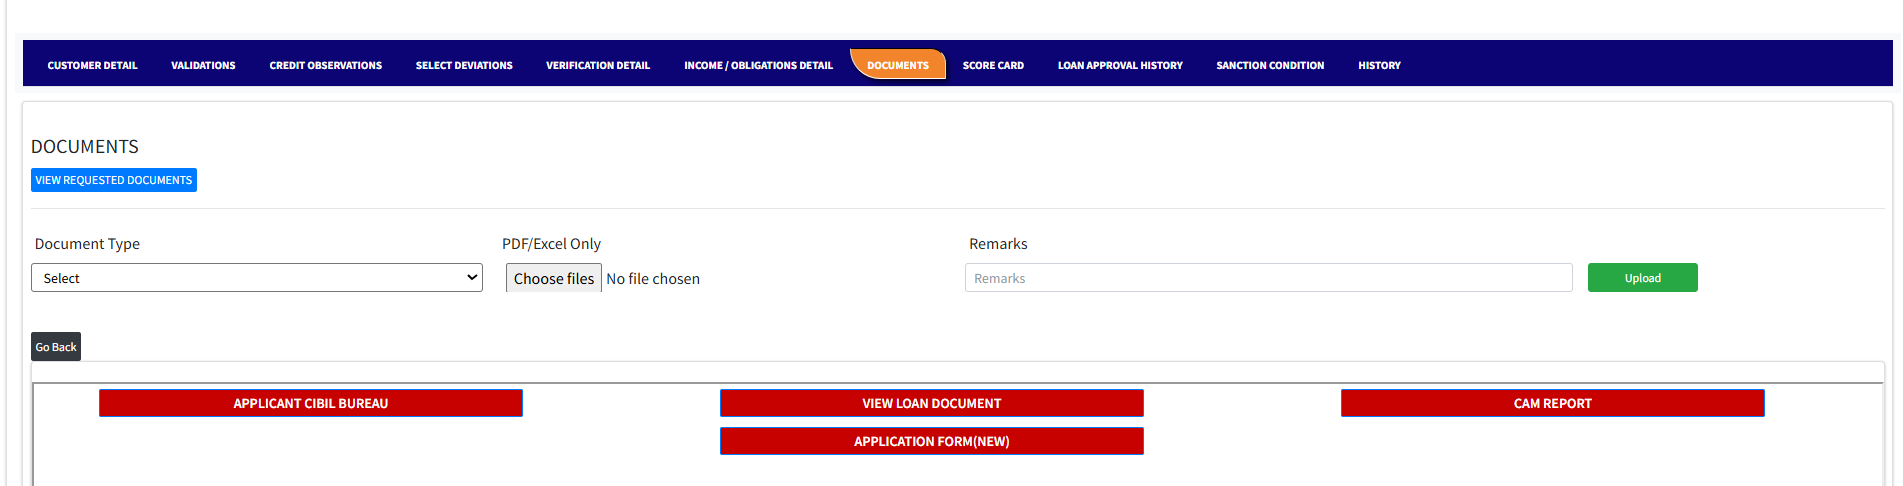 CUSTOMER DETAIL VALIDATIONS CREDIT OBSERVATIONS SELECT DEVIATIONS VERIFICATION DETAIL INCOME / OBLIGATIONS DETAIL DOCUMENTS SCORE CARD LOAN APPROVAL HISTORY SANCTION CONDITION HISTORY
DOCUMENTS
VIEW REQUESTED DOCUMENTS
Document Type PDF/Excel Only Remarks
Select Choose files No file chosen Remarks Upload
Go Back
APPLICANT CIBIL BUREAU VIEW LOAN DOCUMENT CAM REPORT
APPLICATION FORM(NEW)